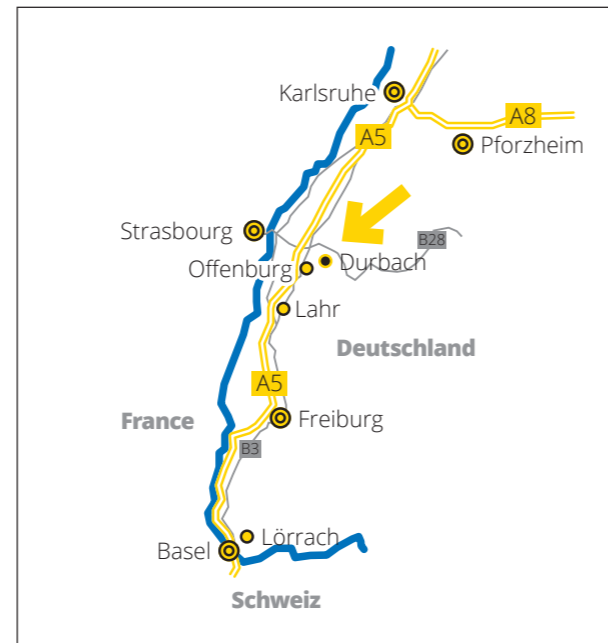 Karlsruhe
A8
A5
Pforzheim
Strasbourg
B28
Offenburg
Durbach
Lahr
Deutschland
A5
France
Freiburg
B3
Lörrach
Basel
Schweiz